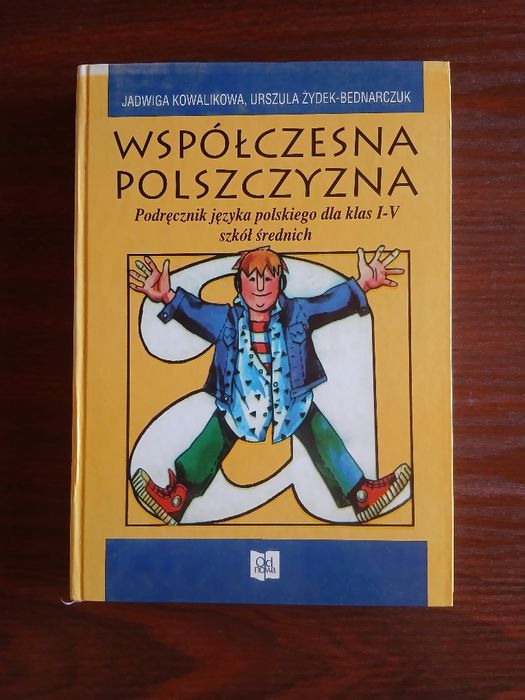 JADWIGA KOWALIKOWA, URSZULA ŻYDEK-BEDNARCZUK
WSPÓŁCZESNA
POLSZCZYZNA
Podręcznik języka polskiego dla klas I-V
szkół średnich
Od
nowa